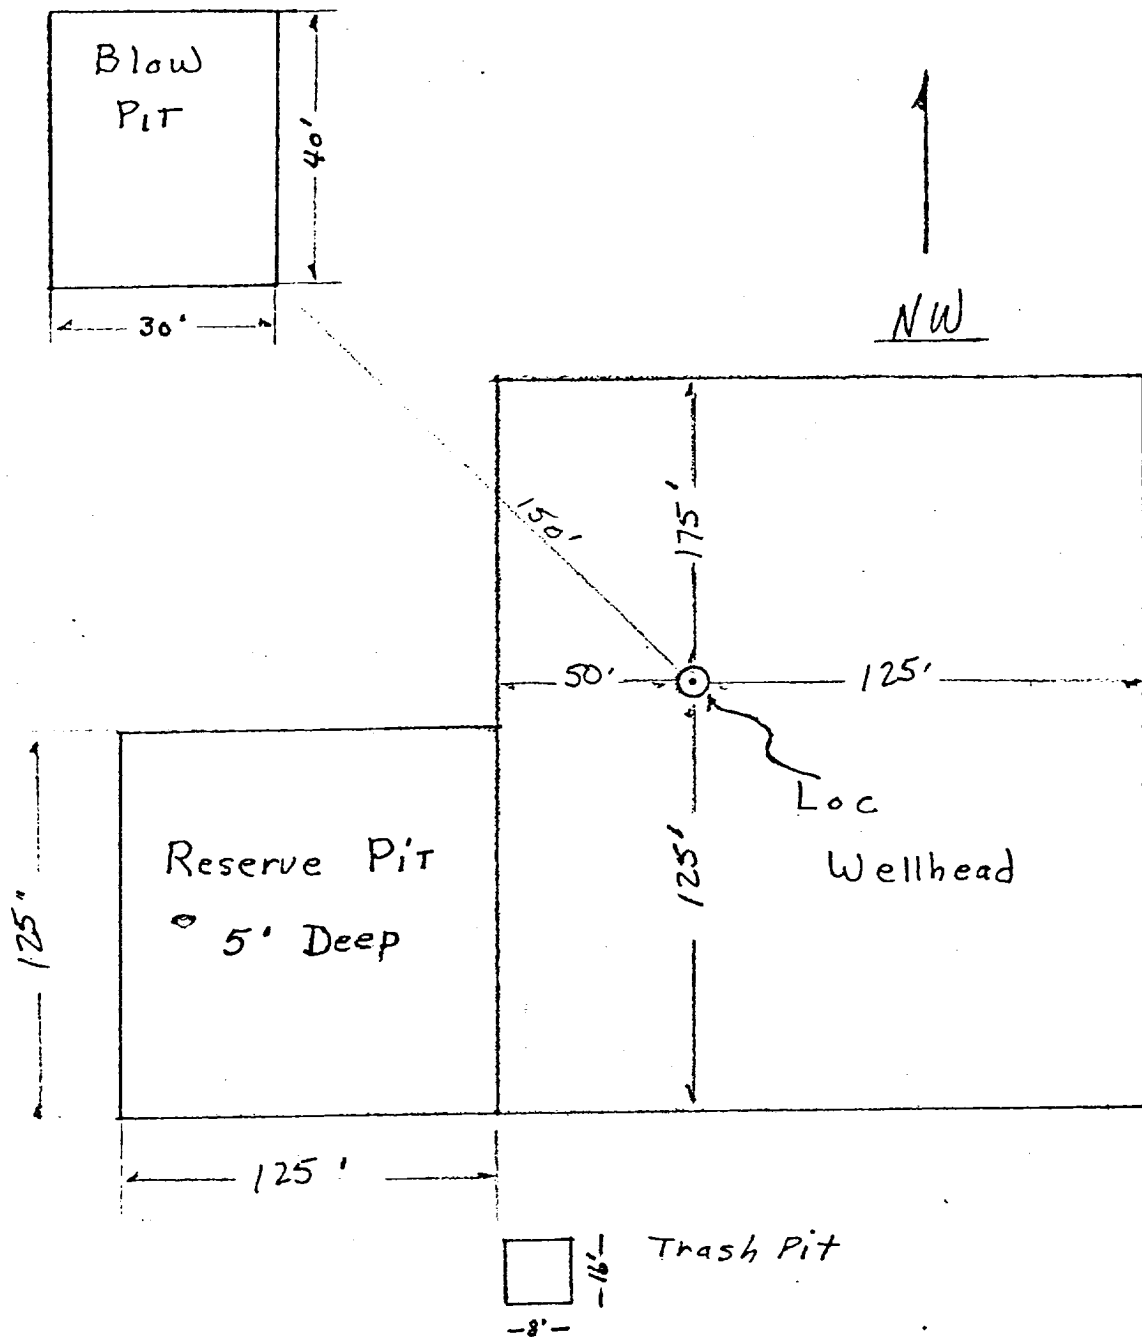 Blow
PIT
40'
30'
NW
175'
150'
50'
125'
Loc
Wellhead
125'
Reserve PiT
5' Deep
125"
125'
Trash Pit
16'
8'